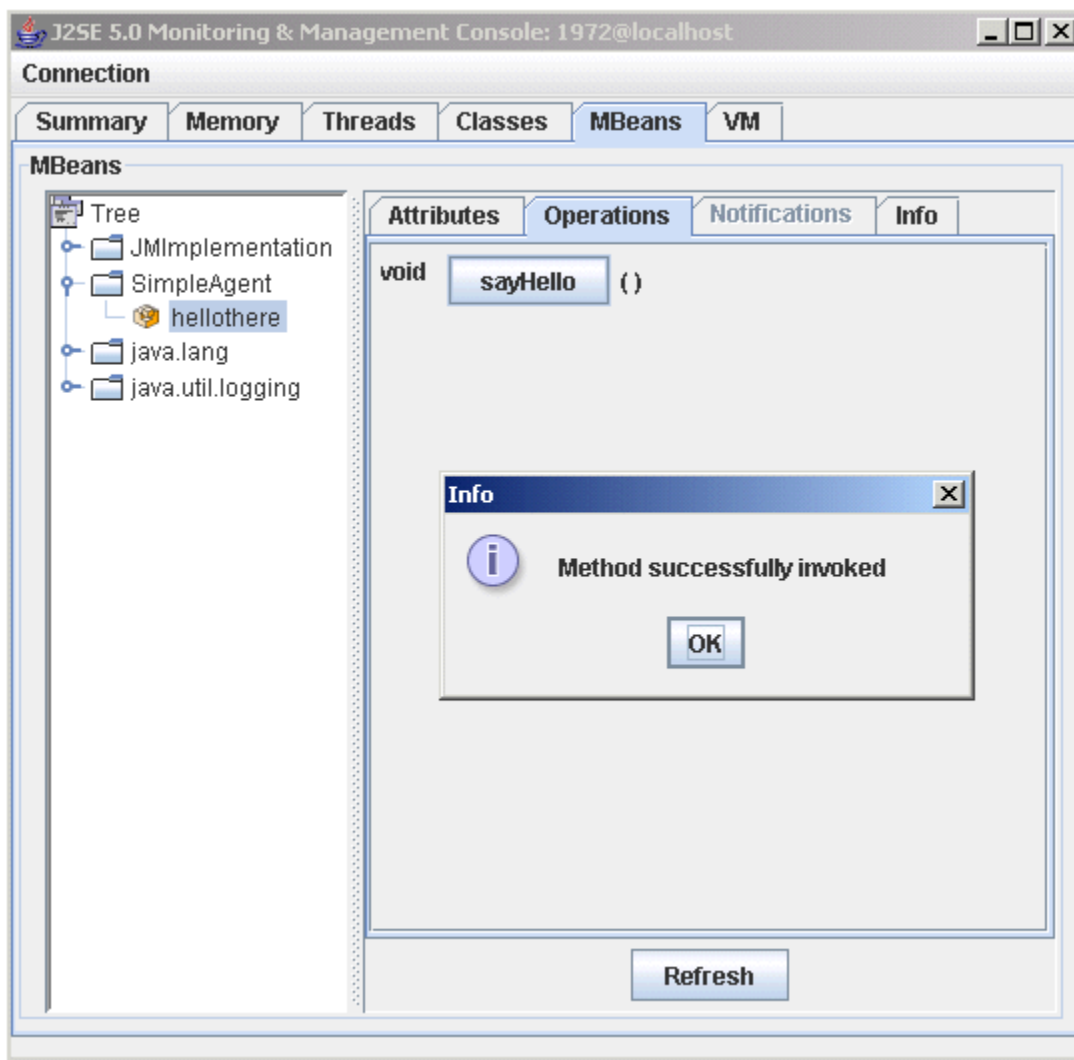 J2SE 5.0 Monitoring & Management Console: 1972@localhost
Connection
Summary Memory Threads Classes MBeans VM
MBeans
Tree
JMImplementation
SimpleAgent
hellothere
java.lang
java.util.logging
Attributes Operations Notifications Info
void sayHello ( )
Info
i Method successfully invoked
OK
Refresh